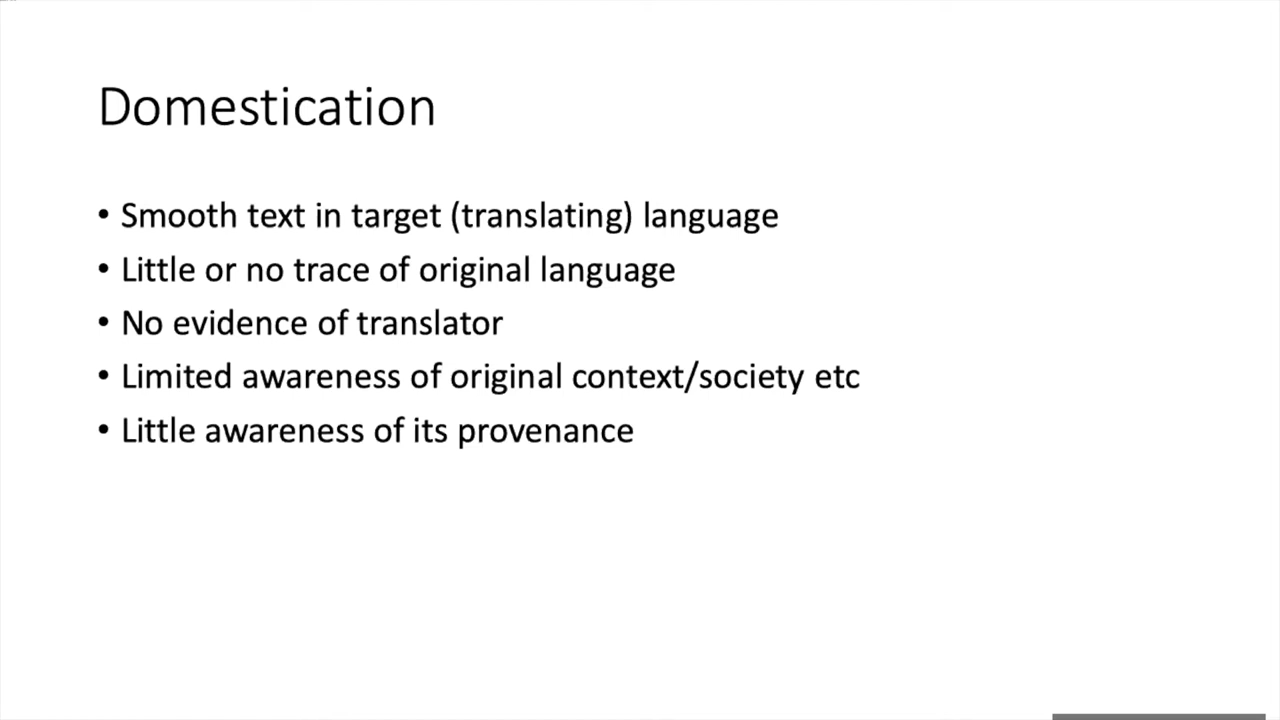 Domestication
• Smooth text in target (translating) language
• Little or no trace of original language
• No evidence of translator
• Limited awareness of original context/society etc
• Little awareness of its provenance